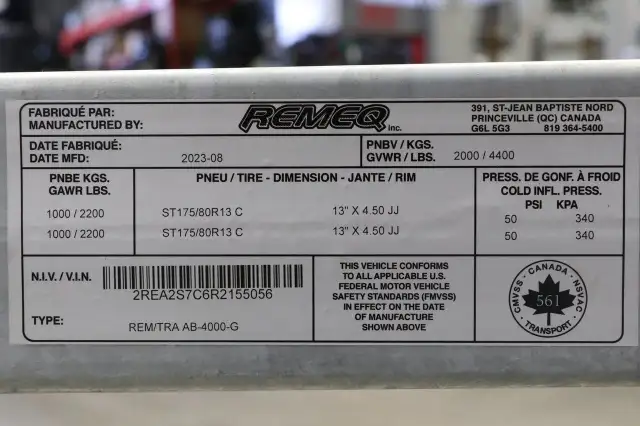 FABRIQUÉ PAR:
MANUFACTURED BY:
REMEQ inc.
391, ST-JEAN BAPTISTE NORD
PRINCEVILLE (QC) CANADA
G6L 5G3 819 364-5400
DATE FABRIQUÉ:
DATE MFD: 2023-08
PNBV / KGS.
GVWR / LBS. 2000 / 4400
PNBE KGS.
GAWR LBS.
PNEU / TIRE - DIMENSION - JANTE / RIM
PRESS. DE GONF. À FROID
COLD INFL. PRESS.
PSI KPA
1000 / 2200 ST175/80R13 C 13" X 4.50 JJ 50 340
1000 / 2200 ST175/80R13 C 13" X 4.50 JJ 50 340
N.I.V. / V.I.N.
2REA2S7C6R2155056
TYPE: REM/TRA AB-4000-G
THIS VEHICLE CONFORMS
TO ALL APPLICABLE U.S.
FEDERAL MOTOR VEHICLE
SAFETY STANDARDS (FMVSS)
IN EFFECT ON THE DATE
OF MANUFACTURE
SHOWN ABOVE
CANADA
CMVSS 561 NSVAC
TRANSPORT